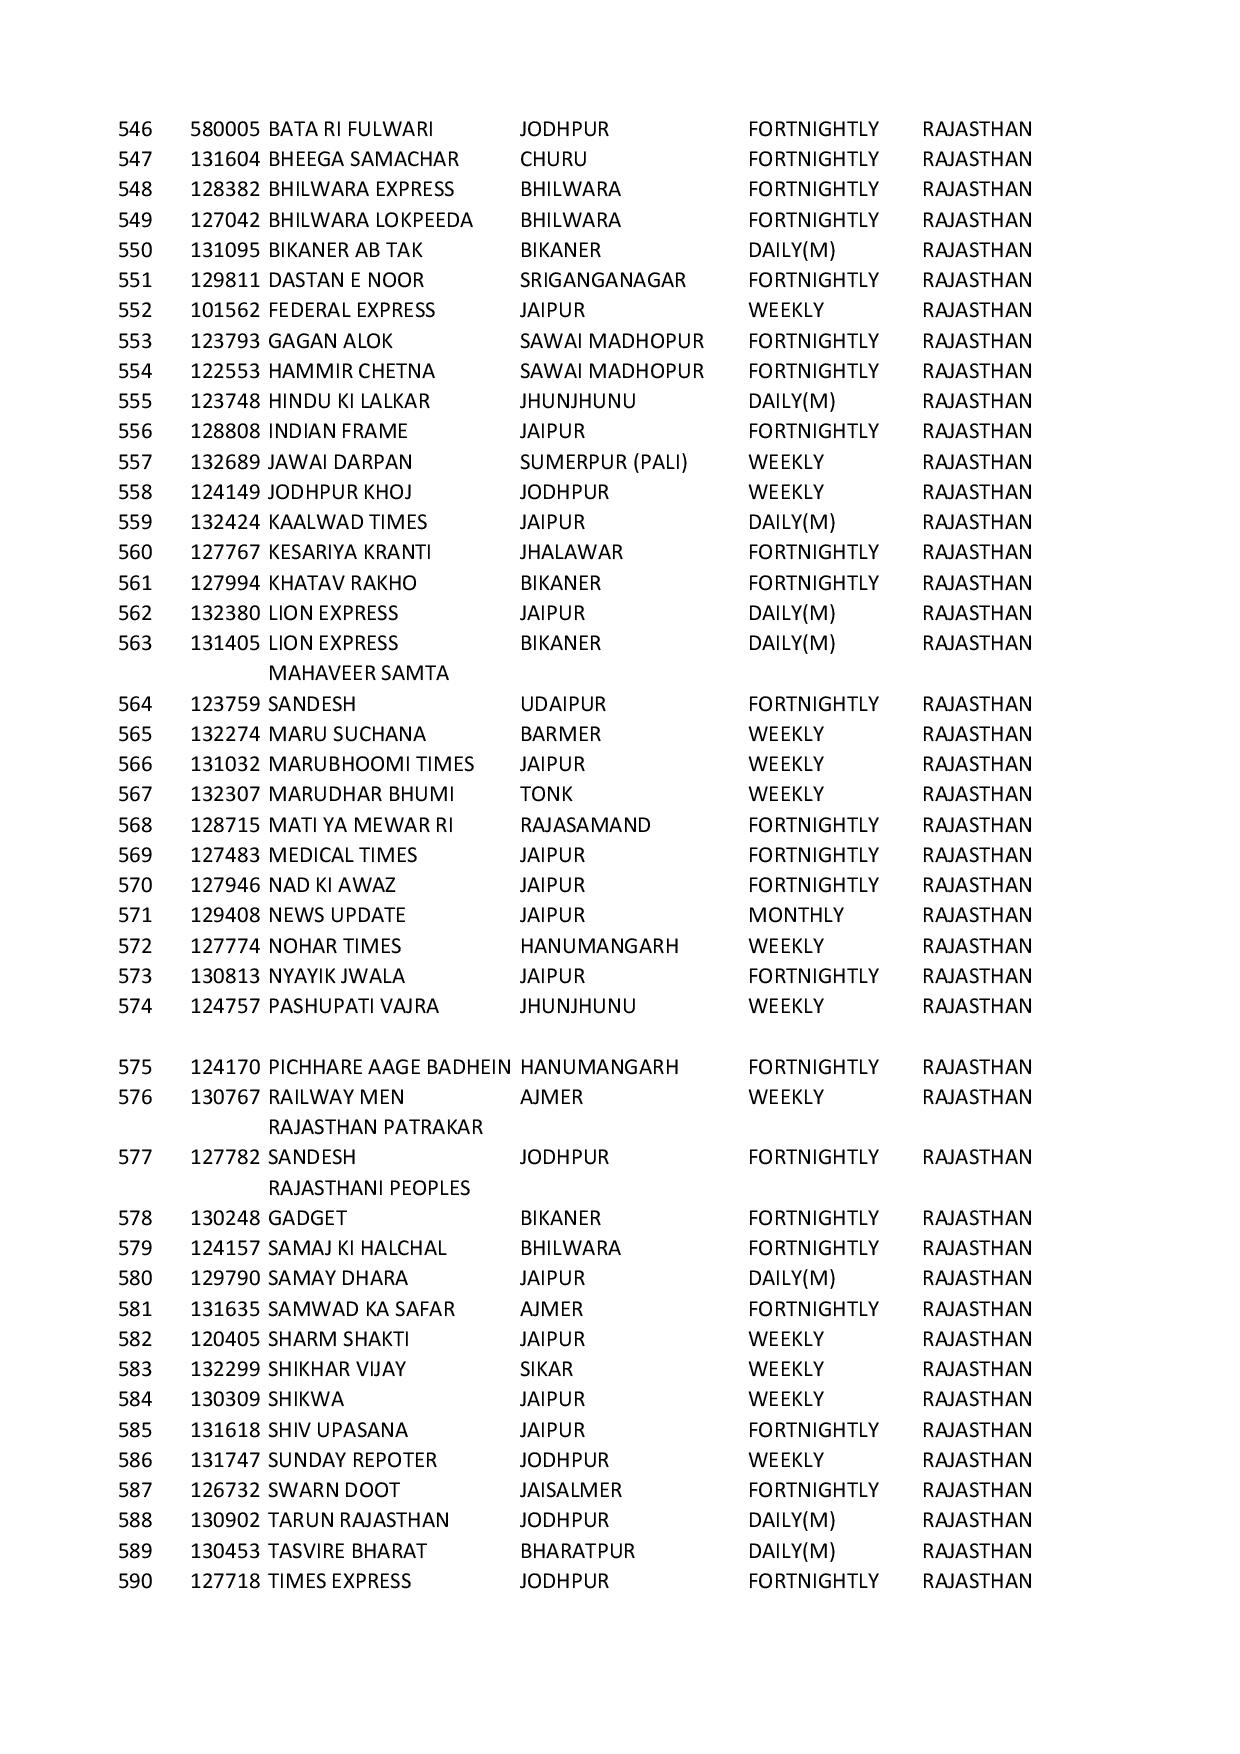 546 580005 BATA RI FULWARI JODHPUR FORTNIGHTLY RAJASTHAN
547 131604 BHEEGA SAMACHAR CHURU FORTNIGHTLY RAJASTHAN
548 128382 BHILWARA EXPRESS BHILWARA FORTNIGHTLY RAJASTHAN
549 127042 BHILWARA LOKPEEDA BHILWARA FORTNIGHTLY RAJASTHAN
550 131095 BIKANER AB TAK BIKANER DAILY(M) RAJASTHAN
551 129811 DASTAN E NOOR SRIGANGANAGAR FORTNIGHTLY RAJASTHAN
552 101562 FEDERAL EXPRESS JAIPUR WEEKLY RAJASTHAN
553 123793 GAGAN ALOK SAWAI MADHOPUR FORTNIGHTLY RAJASTHAN
554 122553 HAMMIR CHETNA SAWAI MADHOPUR FORTNIGHTLY RAJASTHAN
555 123748 HINDU KI LALKAR JHUNJHUNU DAILY(M) RAJASTHAN
556 128808 INDIAN FRAME JAIPUR FORTNIGHTLY RAJASTHAN
557 132689 JAWAI DARPAN SUMERPUR (PALI) WEEKLY RAJASTHAN
558 124149 JODHPUR KHOJ JODHPUR WEEKLY RAJASTHAN
559 132424 KAALWAD TIMES JAIPUR DAILY(M) RAJASTHAN
560 127767 KESARIYA KRANTI JHALAWAR FORTNIGHTLY RAJASTHAN
561 127994 KHATAV RAKHO BIKANER FORTNIGHTLY RAJASTHAN
562 132380 LION EXPRESS JAIPUR DAILY(M) RAJASTHAN
563 131405 LION EXPRESS BIKANER DAILY(M) RAJASTHAN
MAHAVEER SAMTA
564 123759 SANDESH UDAIPUR FORTNIGHTLY RAJASTHAN
565 132274 MARU SUCHANA BARMER WEEKLY RAJASTHAN
566 131032 MARUBHOOMI TIMES JAIPUR WEEKLY RAJASTHAN
567 132307 MARUDHAR BHUMI TONK WEEKLY RAJASTHAN
568 128715 MATI YA MEWAR RI RAJASAMAND FORTNIGHTLY RAJASTHAN
569 127483 MEDICAL TIMES JAIPUR FORTNIGHTLY RAJASTHAN
570 127946 NAD KI AWAZ JAIPUR FORTNIGHTLY RAJASTHAN
571 129408 NEWS UPDATE JAIPUR MONTHLY RAJASTHAN
572 127774 NOHAR TIMES HANUMANGARH WEEKLY RAJASTHAN
573 130813 NYAYIK JWALA JAIPUR FORTNIGHTLY RAJASTHAN
574 124757 PASHUPATI VAJRA JHUNJHUNU WEEKLY RAJASTHAN
575 124170 PICHHARE AAGE BADHEIN HANUMANGARH FORTNIGHTLY RAJASTHAN
576 130767 RAILWAY MEN AJMER WEEKLY RAJASTHAN
RAJASTHAN PATRAKAR
577 127782 SANDESH JODHPUR FORTNIGHTLY RAJASTHAN
RAJASTHANI PEOPLES
578 130248 GADGET BIKANER FORTNIGHTLY RAJASTHAN
579 124157 SAMAJ KI HALCHAL BHILWARA FORTNIGHTLY RAJASTHAN
580 129790 SAMAY DHARA JAIPUR DAILY(M) RAJASTHAN
581 131635 SAMWAD KA SAFAR AJMER FORTNIGHTLY RAJASTHAN
582 120405 SHARM SHAKTI JAIPUR WEEKLY RAJASTHAN
583 132299 SHIKHAR VIJAY SIKAR WEEKLY RAJASTHAN
584 130309 SHIKWA JAIPUR WEEKLY RAJASTHAN
585 131618 SHIV UPASANA JAIPUR FORTNIGHTLY RAJASTHAN
586 131747 SUNDAY REPOTER JODHPUR WEEKLY RAJASTHAN
587 126732 SWARN DOOT JAISALMER FORTNIGHTLY RAJASTHAN
588 130902 TARUN RAJASTHAN JODHPUR DAILY(M) RAJASTHAN
589 130453 TASVIRE BHARAT BHARATPUR DAILY(M) RAJASTHAN
590 127718 TIMES EXPRESS JODHPUR FORTNIGHTLY RAJASTHAN